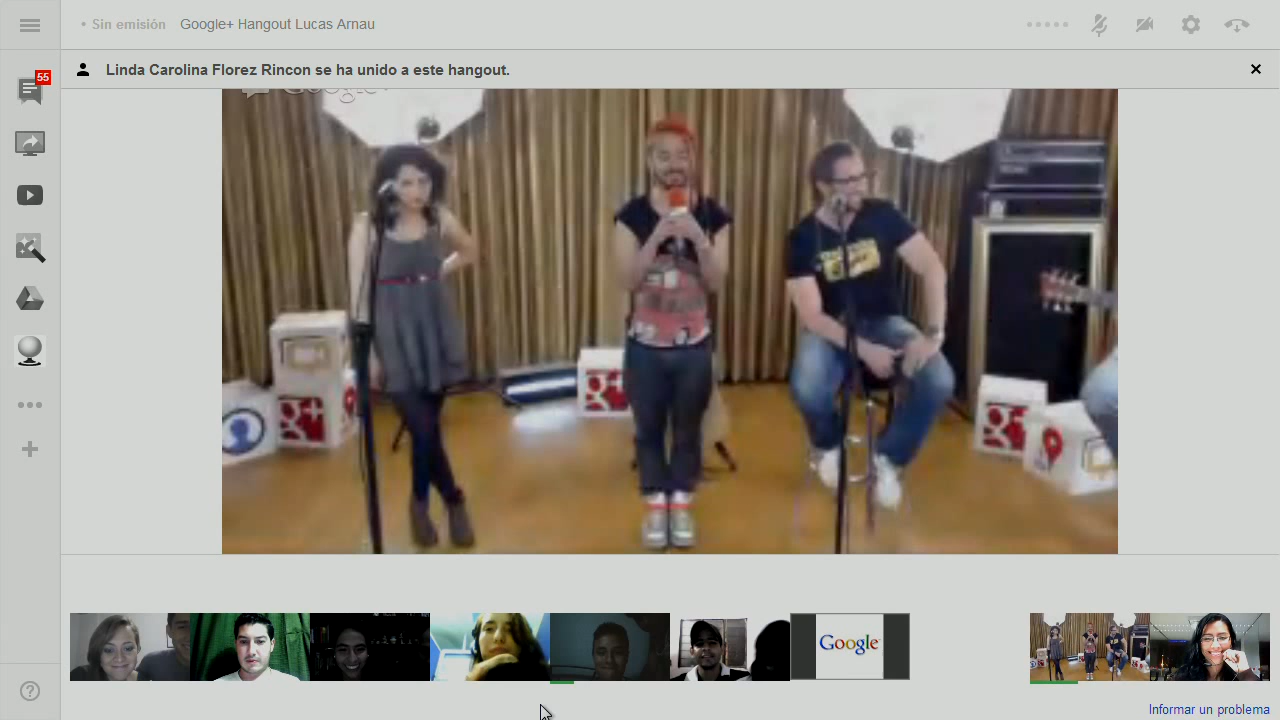 • Sin emisión Google+ Hangout Lucas Arnau
55
Linda Carolina Florez Rincon se ha unido a este hangout.
Google+
g+
g+
g+
Google
Informar un problema